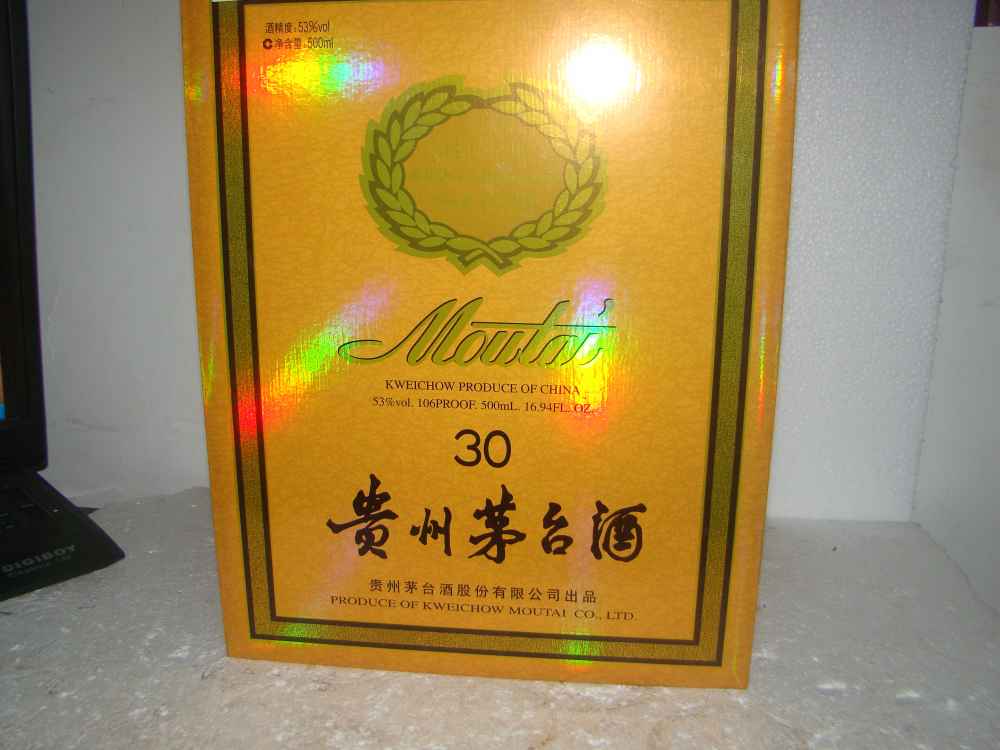 酒精度:53%vol
净含量:500ml
Moutai
KWEICHOW PRODUCE OF CHINA
53%vol. 106PROOF. 500mL. 16.94FL. OZ.
30
贵州茅台酒
贵州茅台酒股份有限公司出品
PRODUCE OF KWEICHOW MOUTAI CO., LTD.
DIGIBOY